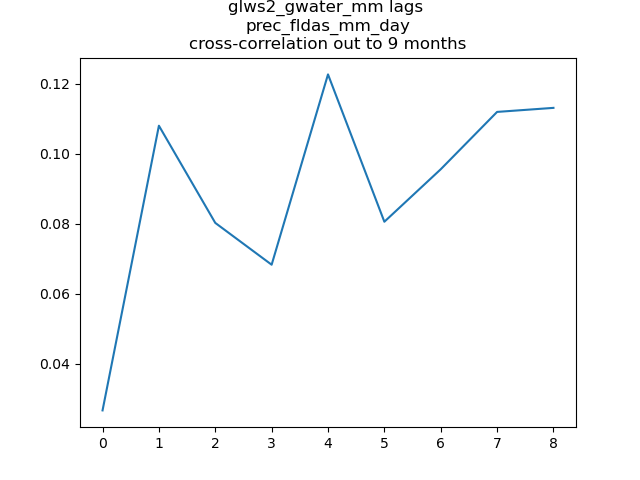 glws2_gwater_mm lags
prec_fldas_mm_day
cross-correlation out to 9 months
0.12
0.10
0.08
0.06
0.04
0 1 2 3 4 5 6 7 8